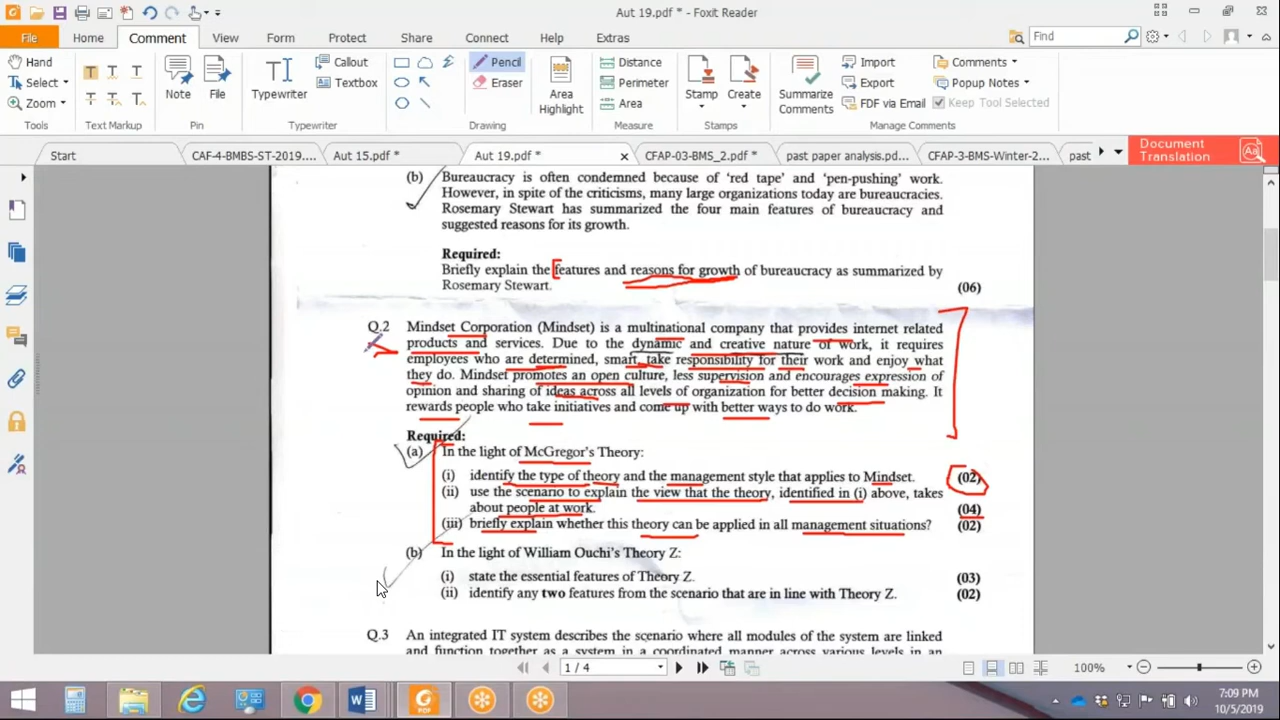 Aut 19.pdf * - Foxit Reader
File Home Comment View Form Protect Share Connect Help Extras Find
Hand
Select
Zoom
Tools
Text Markup
Note
File
Pin
Typewriter
Callout
Textbox
Typewriter
Pencil
Eraser
Area
Highlight
Drawing
Distance
Perimeter
Area
Measure
Stamp
Create
Stamps
Summarize
Comments
Import
Export
FDF via Email
Comments
Popup Notes
Keep Tool Selected
Manage Comments
Start CAF-4-BMBS-ST-2019.... Aut 15.pdf * Aut 19.pdf * CFAP-03-BMS_2.pdf * past paper analysis.pd... CFAP-3-BMS-Winter-2... past
Document
Translation
(b) Bureaucracy is often condemned because of 'red tape' and 'pen-pushing' work.
However, in spite of the criticisms, many large organizations today are bureaucracies.
Rosemary Stewart has summarized the four main features of bureaucracy and
suggested reasons for its growth.
Required:
Briefly explain the features and reasons for growth of bureaucracy as summarized by
Rosemary Stewart. (06)
Q.2 Mindset Corporation (Mindset) is a multinational company that provides internet related
products and services. Due to the dynamic and creative nature of work, it requires
employees who are determined, smart, take responsibility for their work and enjoy what
they do. Mindset promotes an open culture, less supervision and encourages expression of
opinion and sharing of ideas across all levels of organization for better decision making. It
rewards people who take initiatives and come up with better ways to do work.
Required:
(a) In the light of McGregor's Theory:
(i) identify the type of theory and the management style that applies to Mindset. (02)
(ii) use the scenario to explain the view that the theory, identified in (i) above, takes
about people at work. (04)
(iii) briefly explain whether this theory can be applied in all management situations? (02)
(b) In the light of William Ouchi's Theory Z:
(i) state the essential features of Theory Z. (03)
(ii) identify any two features from the scenario that are in line with Theory Z. (02)
Q.3 An integrated IT system describes the scenario where all modules of the system are linked
and function together as a system in a coordinated manner across various levels in an
1 / 4
100%
7:09 PM
10/5/2019